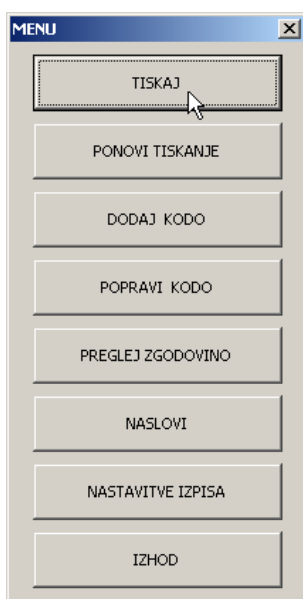 MENU
TISKAJ
PONOVI TISKANJE
DODAJ KODO
POPRAVI KODO
PREGLEJ ZGODOVINO
NASLOVI
NASTAVITVE IZPISA
IZHOD